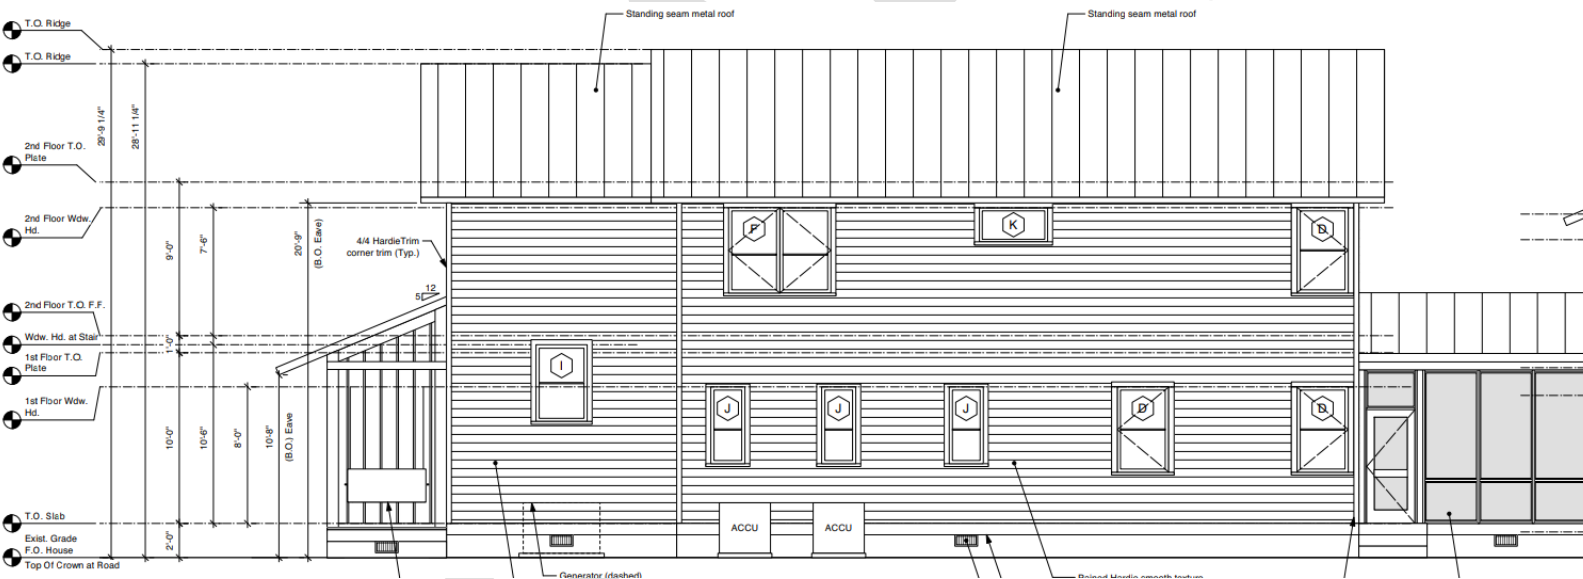 Standing seam metal roof
Standing seam metal roof
T.O. Ridge
T.O. Ridge
29'-9 1/4"
28'-11 1/4"
2nd Floor T.O.
Plate
2nd Floor Wdw.
Hd.
9'-0"
7'-6"
20'-9"
(B.O. Eave)
4/4 HardieTrim
corner trim (Typ.)
F
K
D
12
5
2nd Floor T.O. F.F.
Wdw. Hd. at Stair
1'-0"
1st Floor T.O.
Plate
1st Floor Wdw.
Hd.
I
J
J
J
D
D
10'-0"
10'-6"
8'-0"
10'-8"
(B.O.) Eave
T.O. Slab
Exist. Grade
F.O. House
Top Of Crown at Road
2'-0"
ACCU
ACCU
Generator (dashed)
Pained Hardie smooth texture